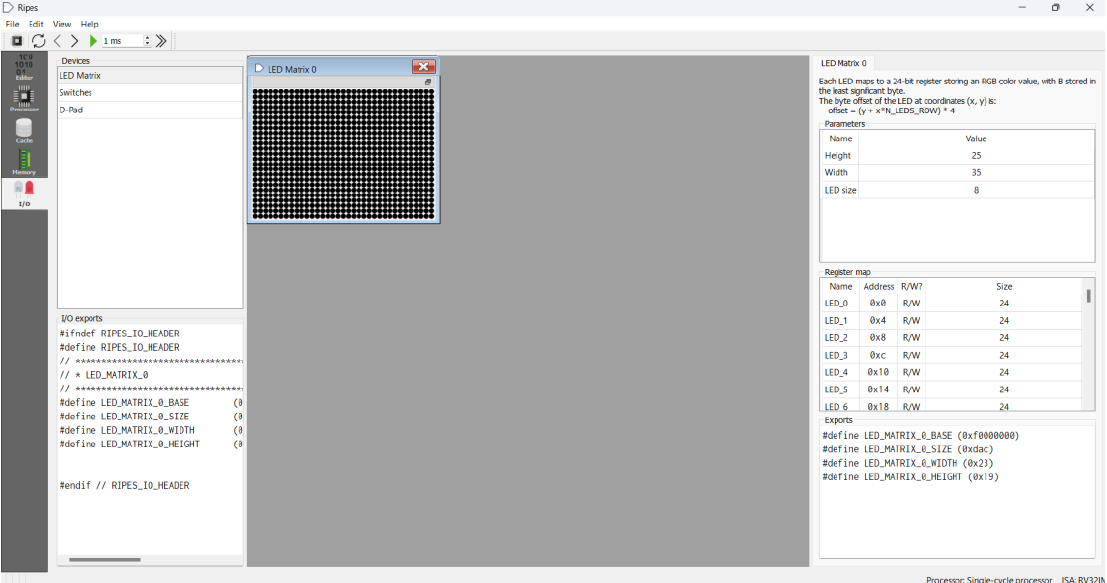 Ripes
File Edit View Help
1 ms
Editor
Processor
Cache
Memory
I/O
Devices
LED Matrix
Switches
D-Pad
I/O exports
#ifndef RIPES_IO_HEADER
#define RIPES_IO_HEADER
// *********************************
// * LED_MATRIX_0
// *********************************
#define LED_MATRIX_0_BASE (0
#define LED_MATRIX_0_SIZE (0
#define LED_MATRIX_0_WIDTH (0
#define LED_MATRIX_0_HEIGHT (0
#endif // RIPES_IO_HEADER
LED Matrix 0
LED Matrix 0
Each LED maps to a 24-bit register storing an RGB color value, with B stored in
the least significant byte.
The byte offset of the LED at coordinates (x, y) is:
offset = (y + x*N_LEDS_ROW) * 4
Parameters
Name Value
Height 25
Width 35
LED size 8
Register map
Name Address R/W? Size
LED_0 0x0 R/W 24
LED_1 0x4 R/W 24
LED_2 0x8 R/W 24
LED_3 0xc R/W 24
LED_4 0x10 R/W 24
LED_5 0x14 R/W 24
LED_6 0x18 R/W 24
Exports
#define LED_MATRIX_0_BASE (0xf0000000)
#define LED_MATRIX_0_SIZE (0xdac)
#define LED_MATRIX_0_WIDTH (0x23)
#define LED_MATRIX_0_HEIGHT (0x19)
Processor: Single-cycle processor ISA: RV32IM